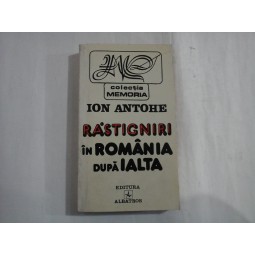 colecția
MEMORIA
ION ANTOHE
RĂSTIGNIRI
ÎN ROMÂNIA
DUPĂ IALTA
EDITURA
ALBATROS